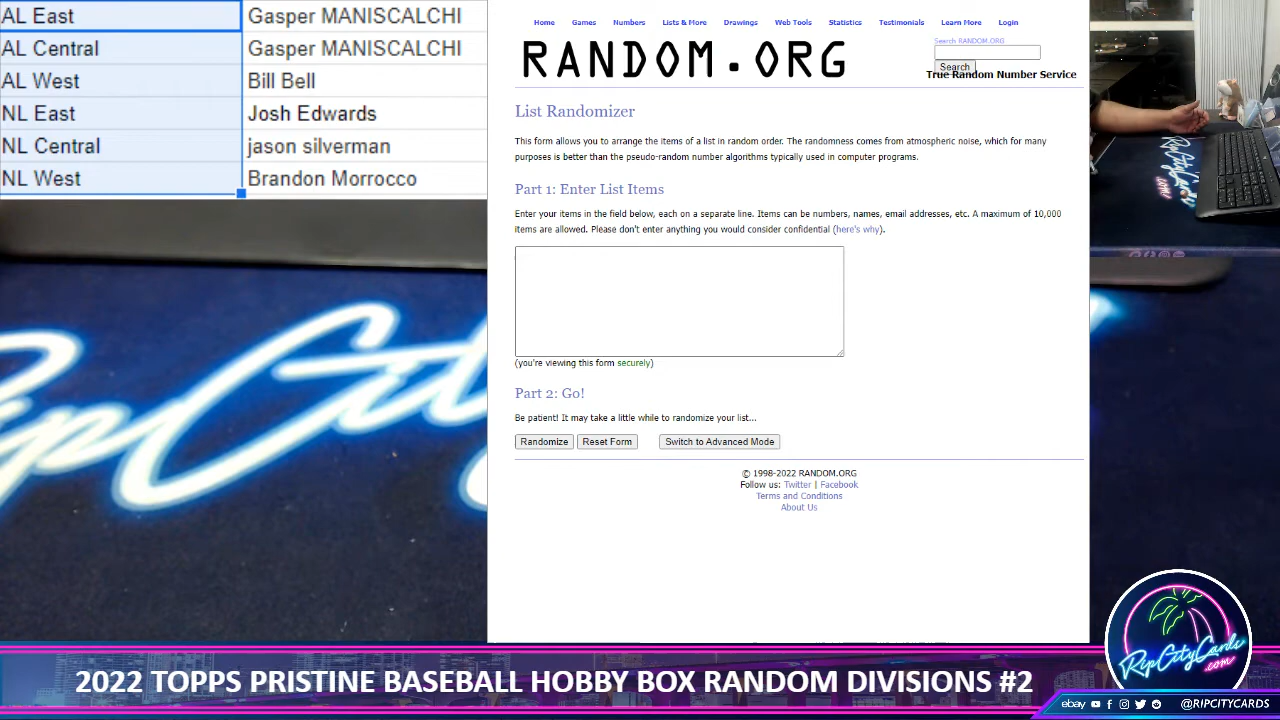 AL East Gasper MANISCALCHI
AL Central Gasper MANISCALCHI
AL West Bill Bell
NL East Josh Edwards
NL Central jason silverman
NL West Brandon Morrocco
Home Games Numbers Lists & More Drawings Web Tools Statistics Testimonials Learn More Login
RANDOM.ORG
Search RANDOM.ORG
Search
True Random Number Service
List Randomizer
This form allows you to arrange the items of a list in random order. The randomness comes from atmospheric noise, which for many
purposes is better than the pseudo-random number algorithms typically used in computer programs.
Part 1: Enter List Items
Enter your items in the field below, each on a separate line. Items can be numbers, names, email addresses, etc. A maximum of 10,000
items are allowed. Please don't enter anything you would consider confidential (here's why).
(you're viewing this form securely)
Part 2: Go!
Be patient! It may take a little while to randomize your list...
Randomize Reset Form Switch to Advanced Mode
© 1998-2022 RANDOM.ORG
Follow us: Twitter | Facebook
Terms and Conditions
About Us
RipCity
RipCityCards
.com
2022 TOPPS PRISTINE BASEBALL HOBBY BOX RANDOM DIVISIONS #2
ebay @RIPCITYCARDS